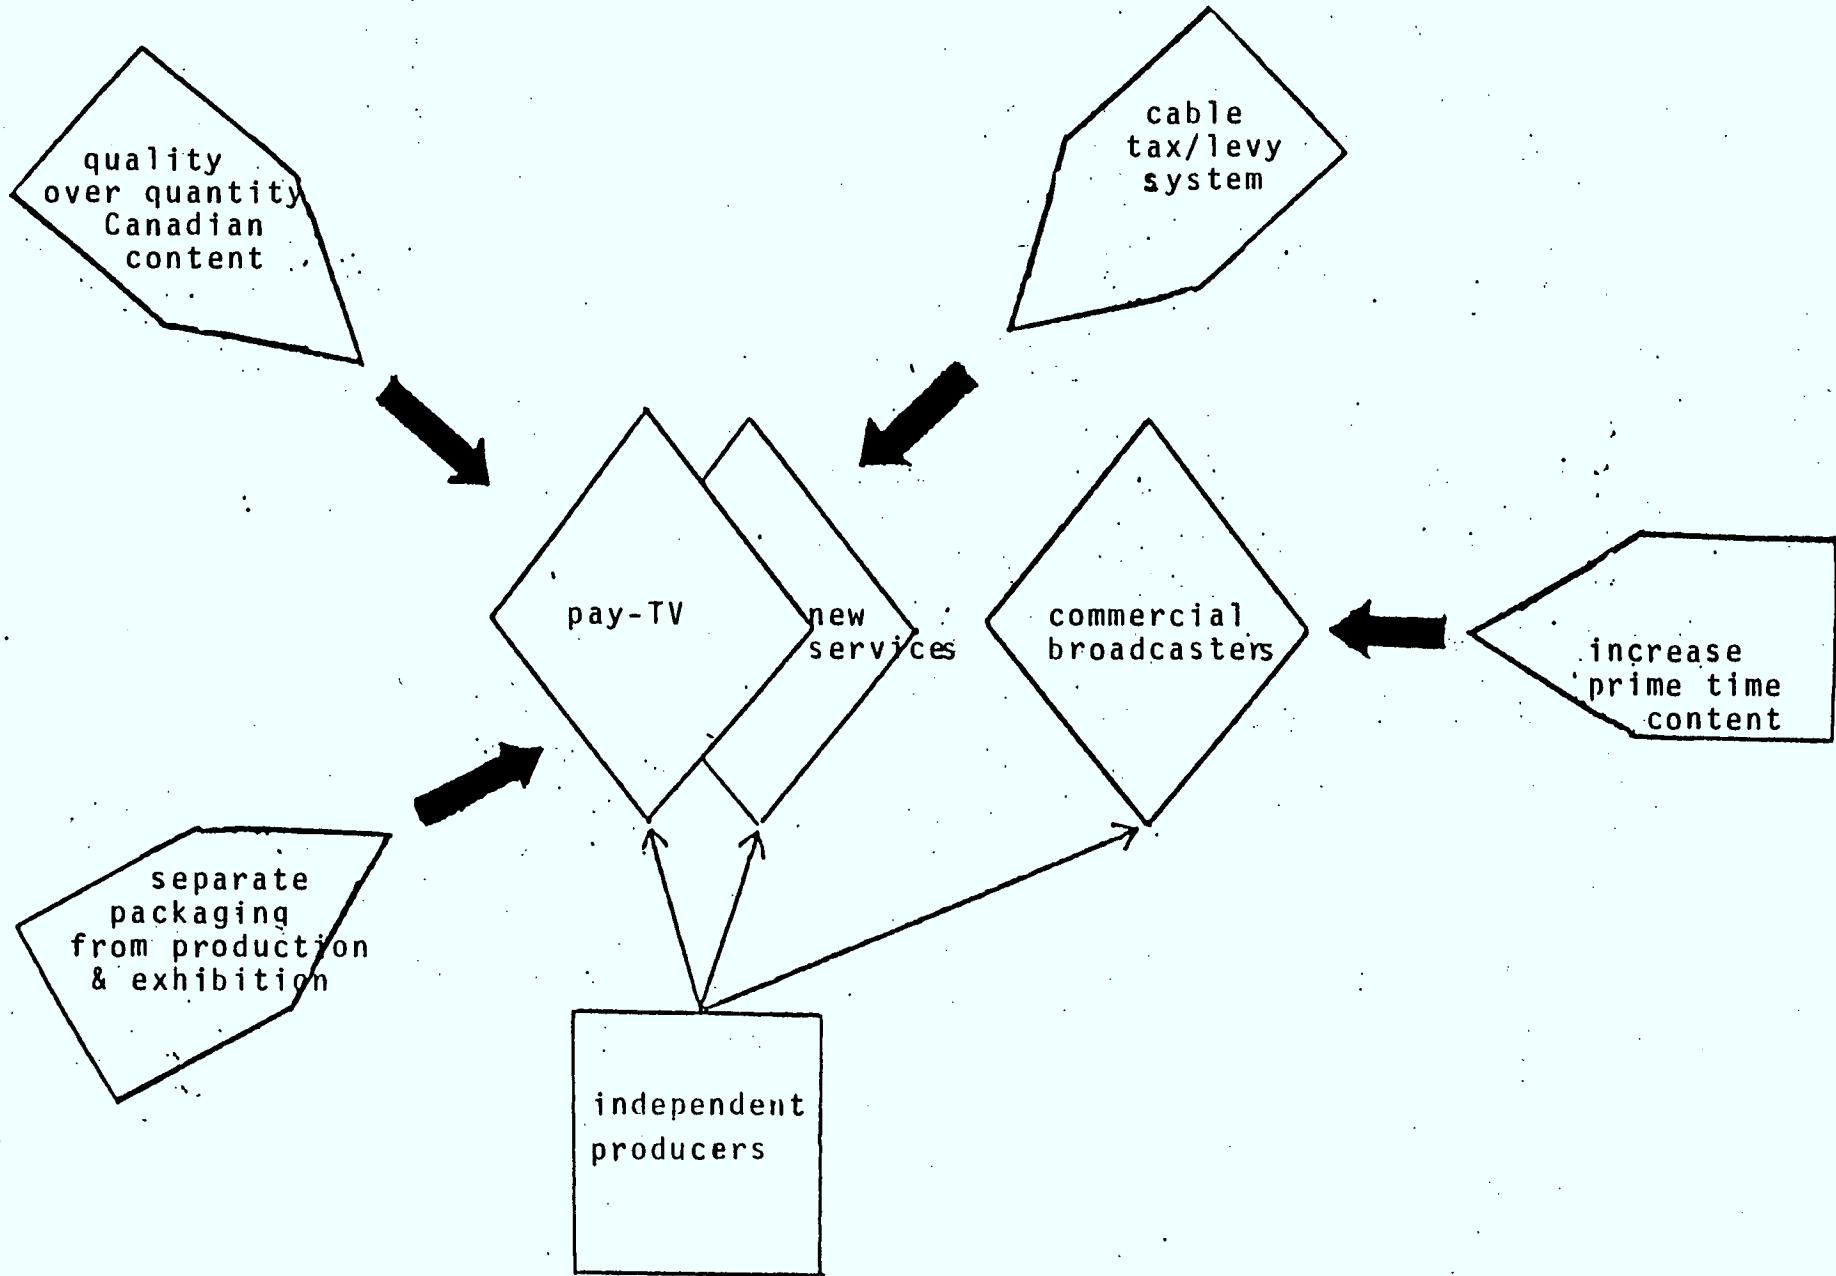 quality
over quantity
Canadian
content
cable
tax/levy
system
pay-TV
new
services
commercial
broadcasters
increase
prime time
content
separate
packaging
from production
& exhibition
independent
producers